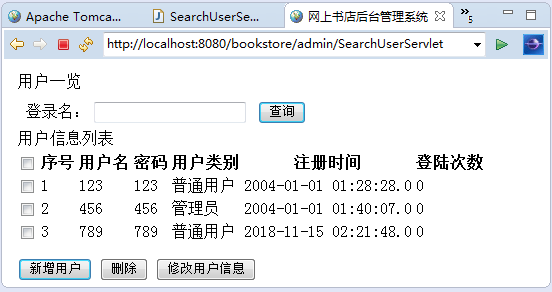 Apache Tomca... SearchUserSe... 网上书店后台管理系统 »5
http://localhost:8080/bookstore/admin/SearchUserServlet
用户一览
登录名： 查询
用户信息列表
序号 用户名 密码 用户类别 注册时间 登陆次数
1 123 123 普通用户 2004-01-01 01:28:28.0 0
2 456 456 管理员 2004-01-01 01:40:07.0 0
3 789 789 普通用户 2018-11-15 02:21:48.0 0
新增用户 删除 修改用户信息